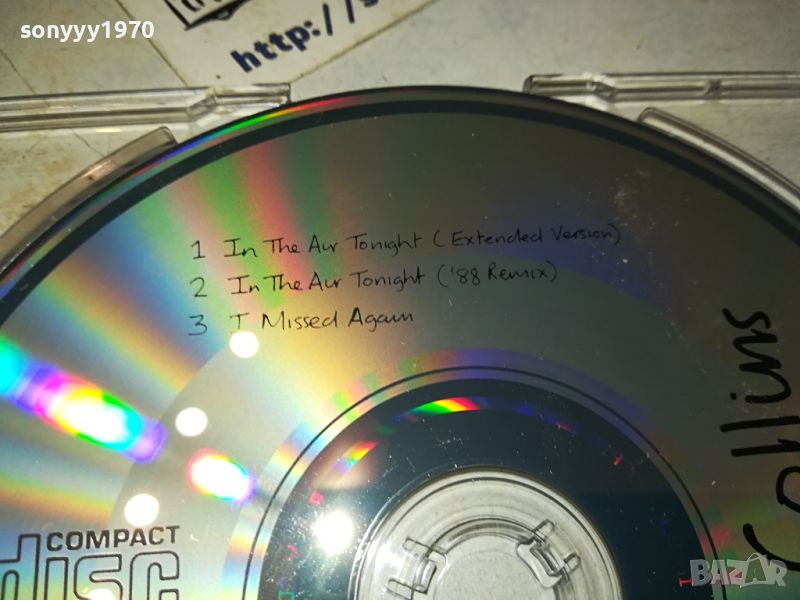 sonyyy1970
http://s
1 In The Air Tonight (Extended Version)
2 In The Air Tonight ('88 Remix)
3 I Missed Again
Collins
COMPACT
disc
BAZAR